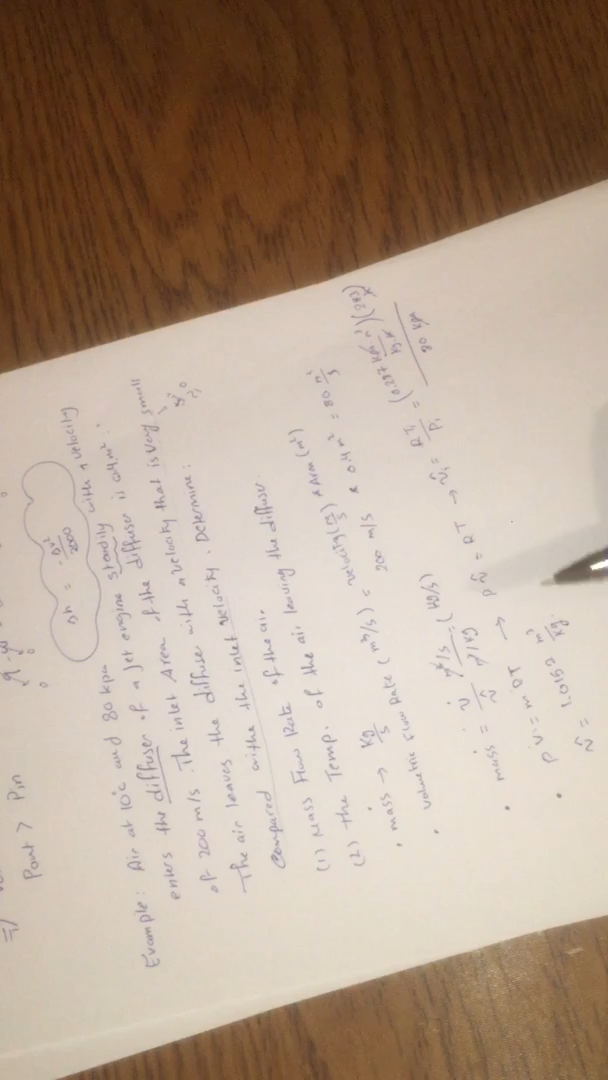 Pout > Pin
Δh = -v²/2000
Example: Air at 10°c and 80 kpa steadily with a velocity
enters the diffuser of a jet engine
of 200 m/s. The inlet Area of the diffuser is 0.4 m².
The air leaves the diffuser with a velocity that is very small
compared withe the inlet velocity. Determine:
(1) Mass Flow Rate of the air.
(2) the Temp. of the air leaving the diffuser.
• mass → kg/s
• Volumetric Flow Rate (m³/s) = velocity (m/s) × Area (m²)
200 m/s × 0.4 m² = 80 m³/s
(kg/s)
• PV = mRT → Pν = RT → ν₁ = RT₁/P₁ = (0.287 kpa m³/kg.k)(283 k)/80 kpa
• ν = 1.0152 m³/kg.